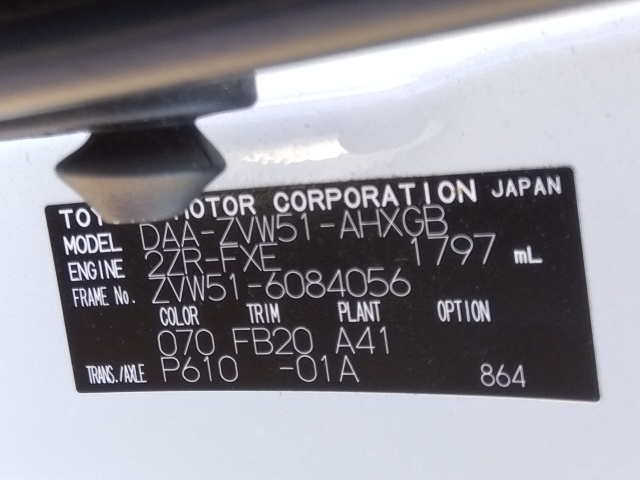 MOTOR CORPORATION JAPAN
MODEL DAA-ZVW51-AHXGB
ENGINE 2ZR-FXE 1797 mL
FRAME No. ZVW51-6084056
COLOR TRIM PLANT OPTION
070 FB20 A41
TRANS./AXLE P610 -01A 864